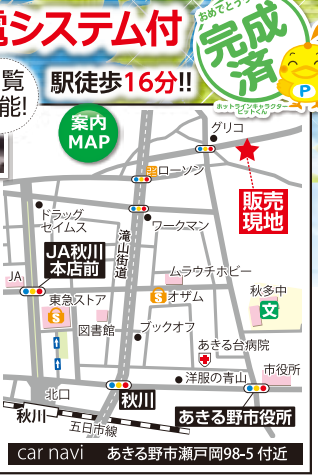 電システム付
おめでとう
完成
済
覧
能!
駅徒歩16分!!
P
ホットラインキャラクター
ピットくん
案内
MAP
グリコ
ローソン
販売
現地
ドラッグ
セイムス
ワークマン
滝山街道
JA秋川
本店前
JA
ムラウチホビー
東急ストア
オザム
秋多中
文
図書館
ブックオフ
あきる台病院
洋服の青山
市役所
北口
秋川
あきる野市役所
秋川
五日市線
car navi あきる野市瀬戸岡98-5 付近